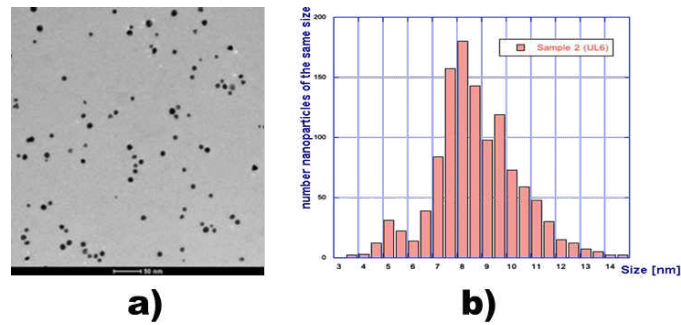 50 nm
a)
number nanoparticles of the same size
200
150
100
50
0
Sample 2 (UL6)
3 4 5 6 7 8 9 10 11 12 13 14 Size [nm]
b)